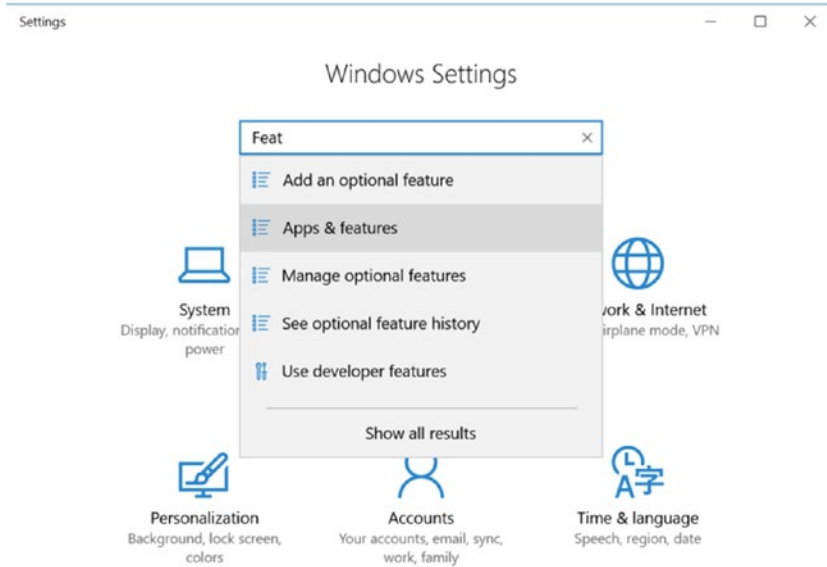 Settings
Windows Settings
Feat
Add an optional feature
Apps & features
Manage optional features
See optional feature history
Use developer features
Show all results
System
Display, notification
power
ork & Internet
irplane mode, VPN
Personalization
Background, lock screen,
colors
Accounts
Your accounts, email, sync,
work, family
A字
Time & language
Speech, region, date